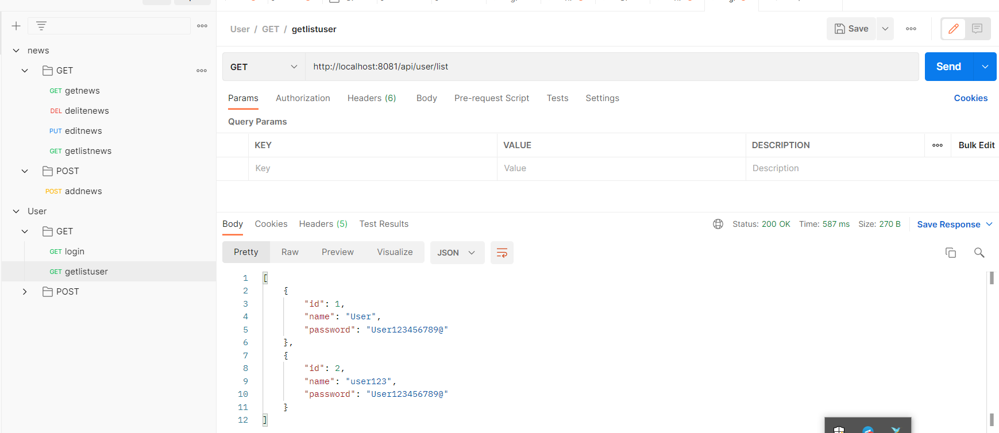 news
GET
GET getnews
DEL delitenews
PUT editnews
GET getlistnews
POST
POST addnews
User
GET
GET login
GET getlistuser
POST
User / GET / getlistuser
Save
GET http://localhost:8081/api/user/list
Send
Params Authorization Headers (6) Body Pre-request Script Tests Settings Cookies
Query Params
KEY VALUE DESCRIPTION Bulk Edit
Key Value Description
Body Cookies Headers (5) Test Results Status: 200 OK Time: 587 ms Size: 270 B Save Response
Pretty Raw Preview Visualize JSON
1 [
2 {
3 "id": 1,
4 "name": "User",
5 "password": "User123456789@"
6 },
7 {
8 "id": 2,
9 "name": "user123",
10 "password": "User123456789@"
11 }
12 ]